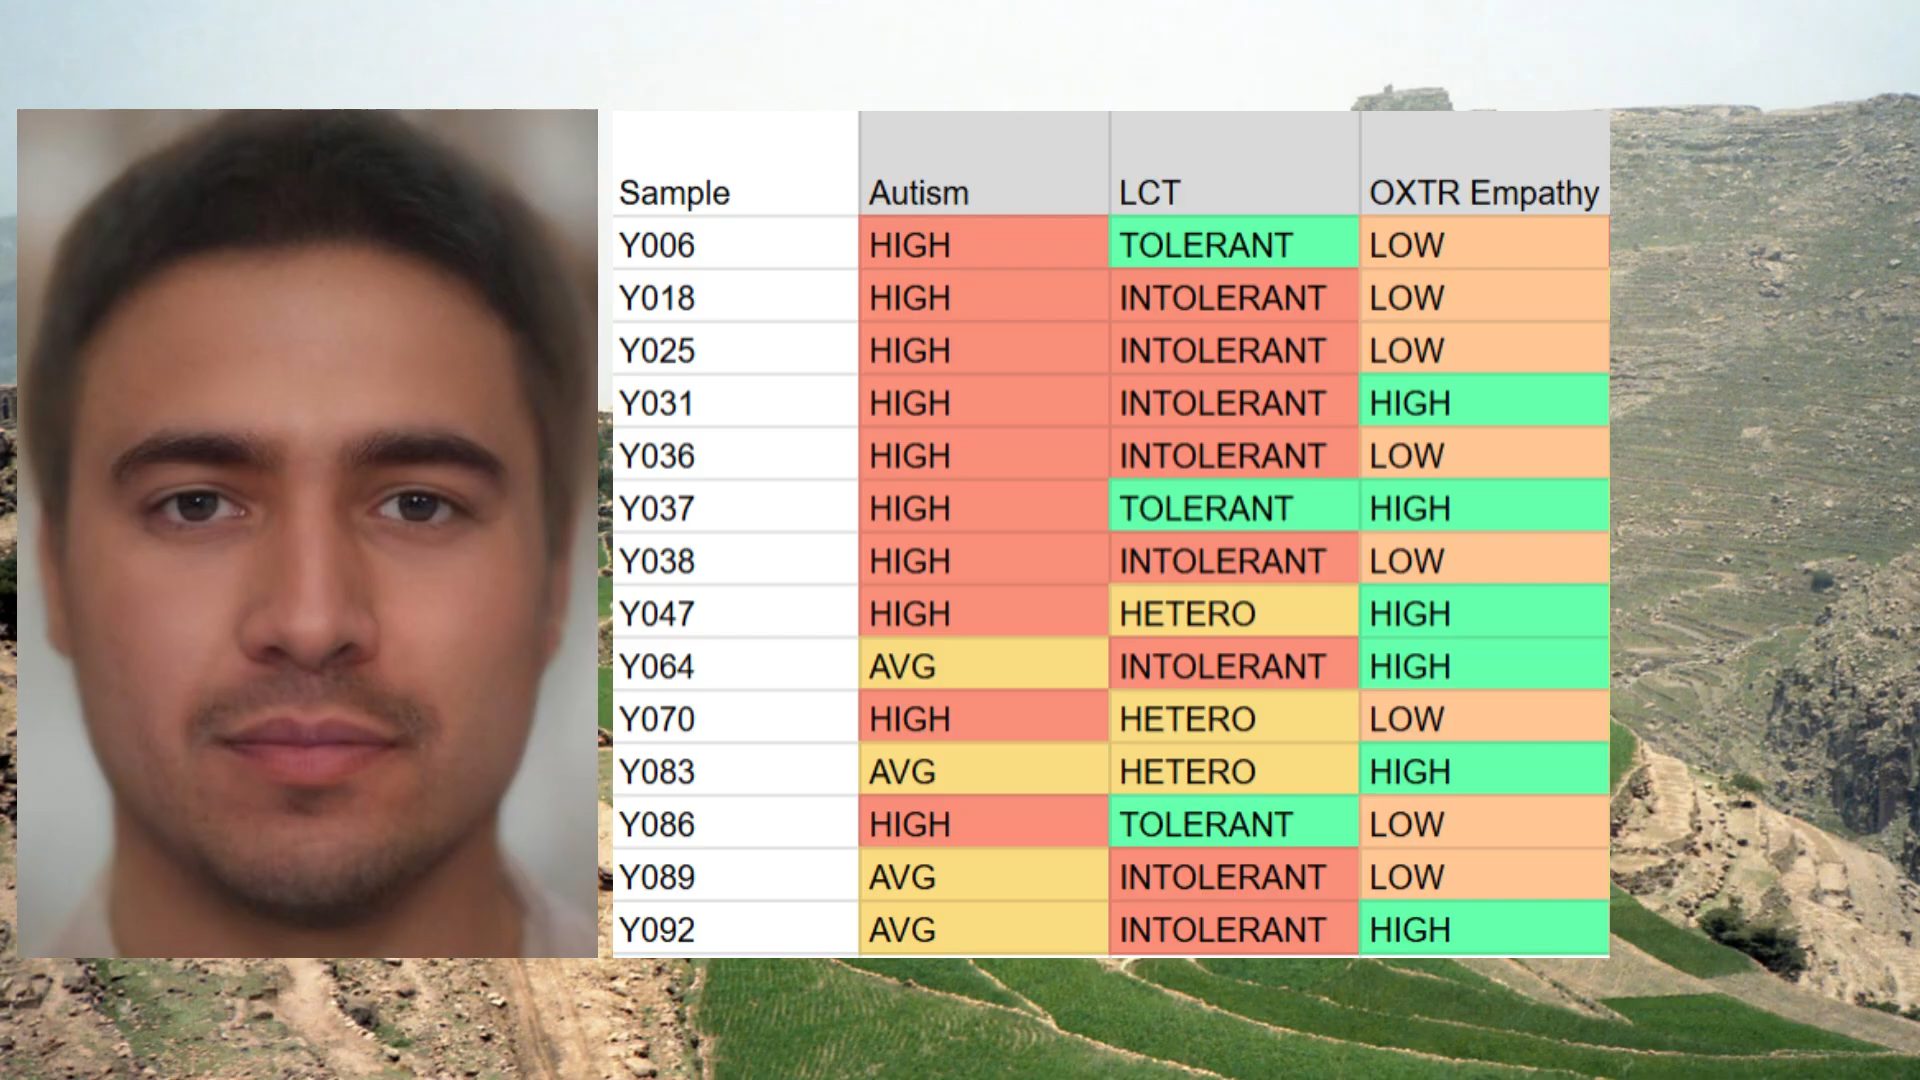 Sample Autism LCT OXTR Empathy
Y006 HIGH TOLERANT LOW
Y018 HIGH INTOLERANT LOW
Y025 HIGH INTOLERANT LOW
Y031 HIGH INTOLERANT HIGH
Y036 HIGH INTOLERANT LOW
Y037 HIGH TOLERANT HIGH
Y038 HIGH INTOLERANT LOW
Y047 HIGH HETERO HIGH
Y064 AVG INTOLERANT HIGH
Y070 HIGH HETERO LOW
Y083 AVG HETERO HIGH
Y086 HIGH TOLERANT LOW
Y089 AVG INTOLERANT LOW
Y092 AVG INTOLERANT HIGH